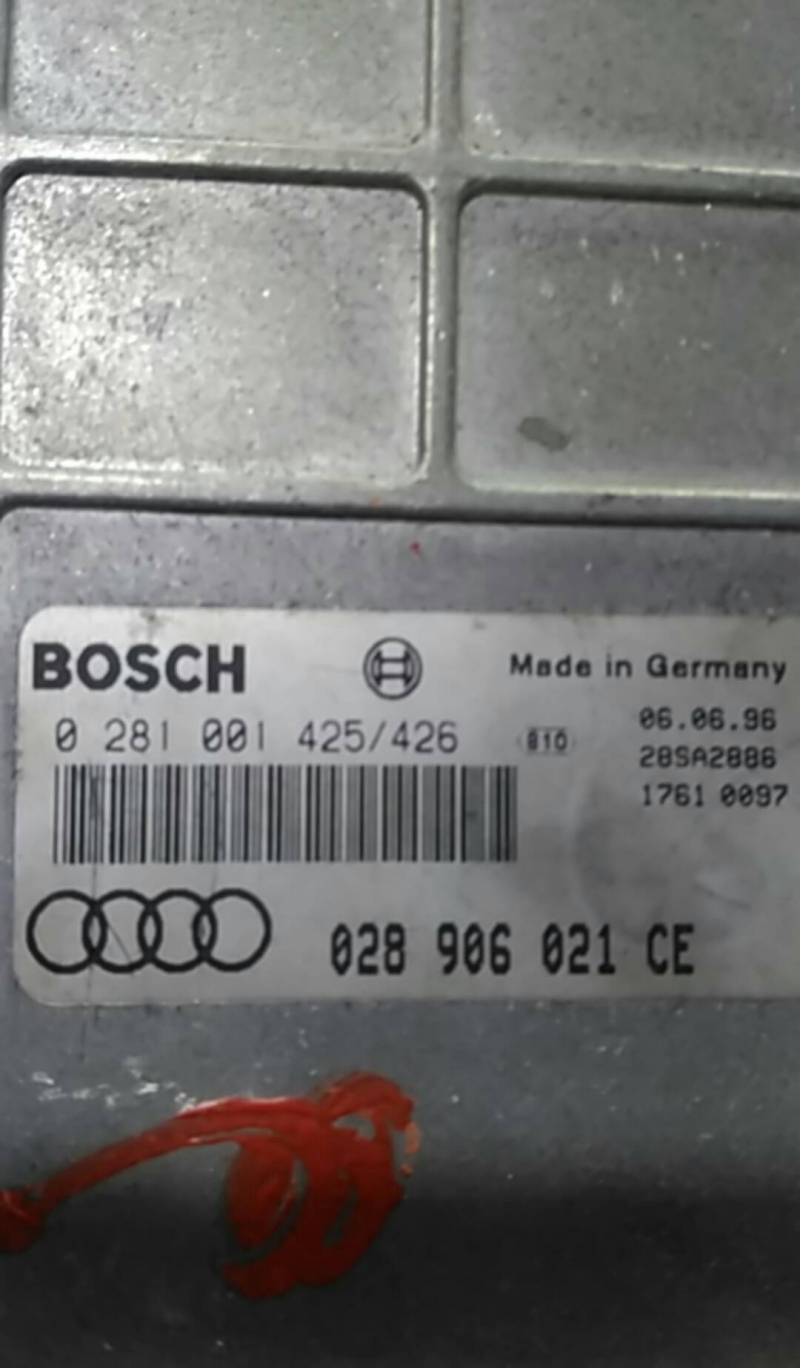 BOSCH
Made in Germany
0 281 001 425/426
810
06.06.96
28SA2886
1761 0097
028 906 021 CE